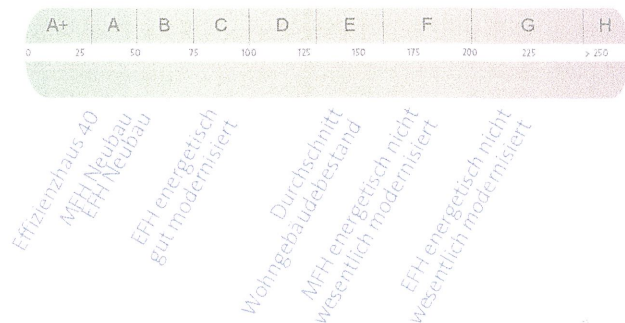 A+ A B C D E F G H
0 25 50 75 100 125 150 175 200 225 > 250
Effizienzhaus 40
MFH Neubau
EFH Neubau
EFH energetisch
gut modernisiert
Durchschnitt
Wohngebäudebestand
MFH energetisch nicht
wesentlich modernisiert
EFH energetisch nicht
wesentlich modernisiert